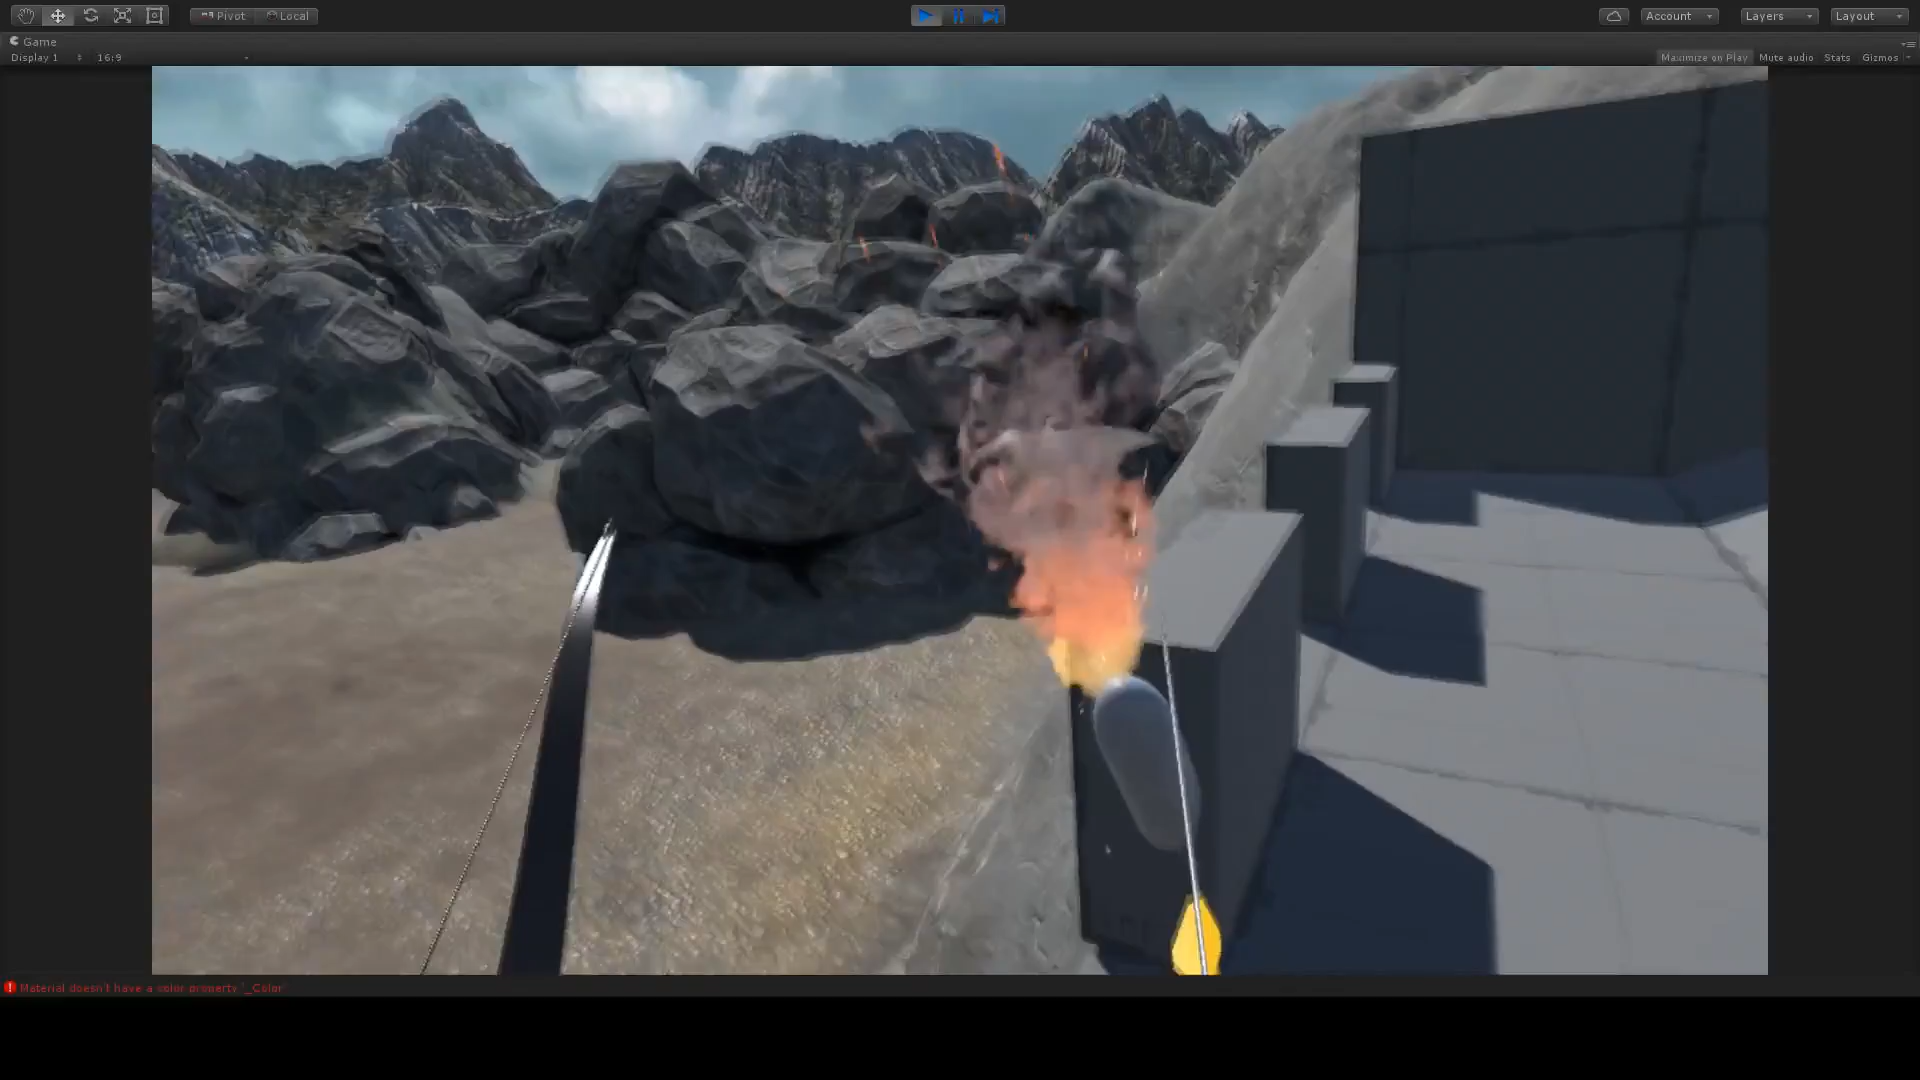 Pivot Local Account Layers Layout
Game
Display 1 16:9 Maximize on Play Mute audio Stats Gizmos
Material doesn't have a color property '_Color'